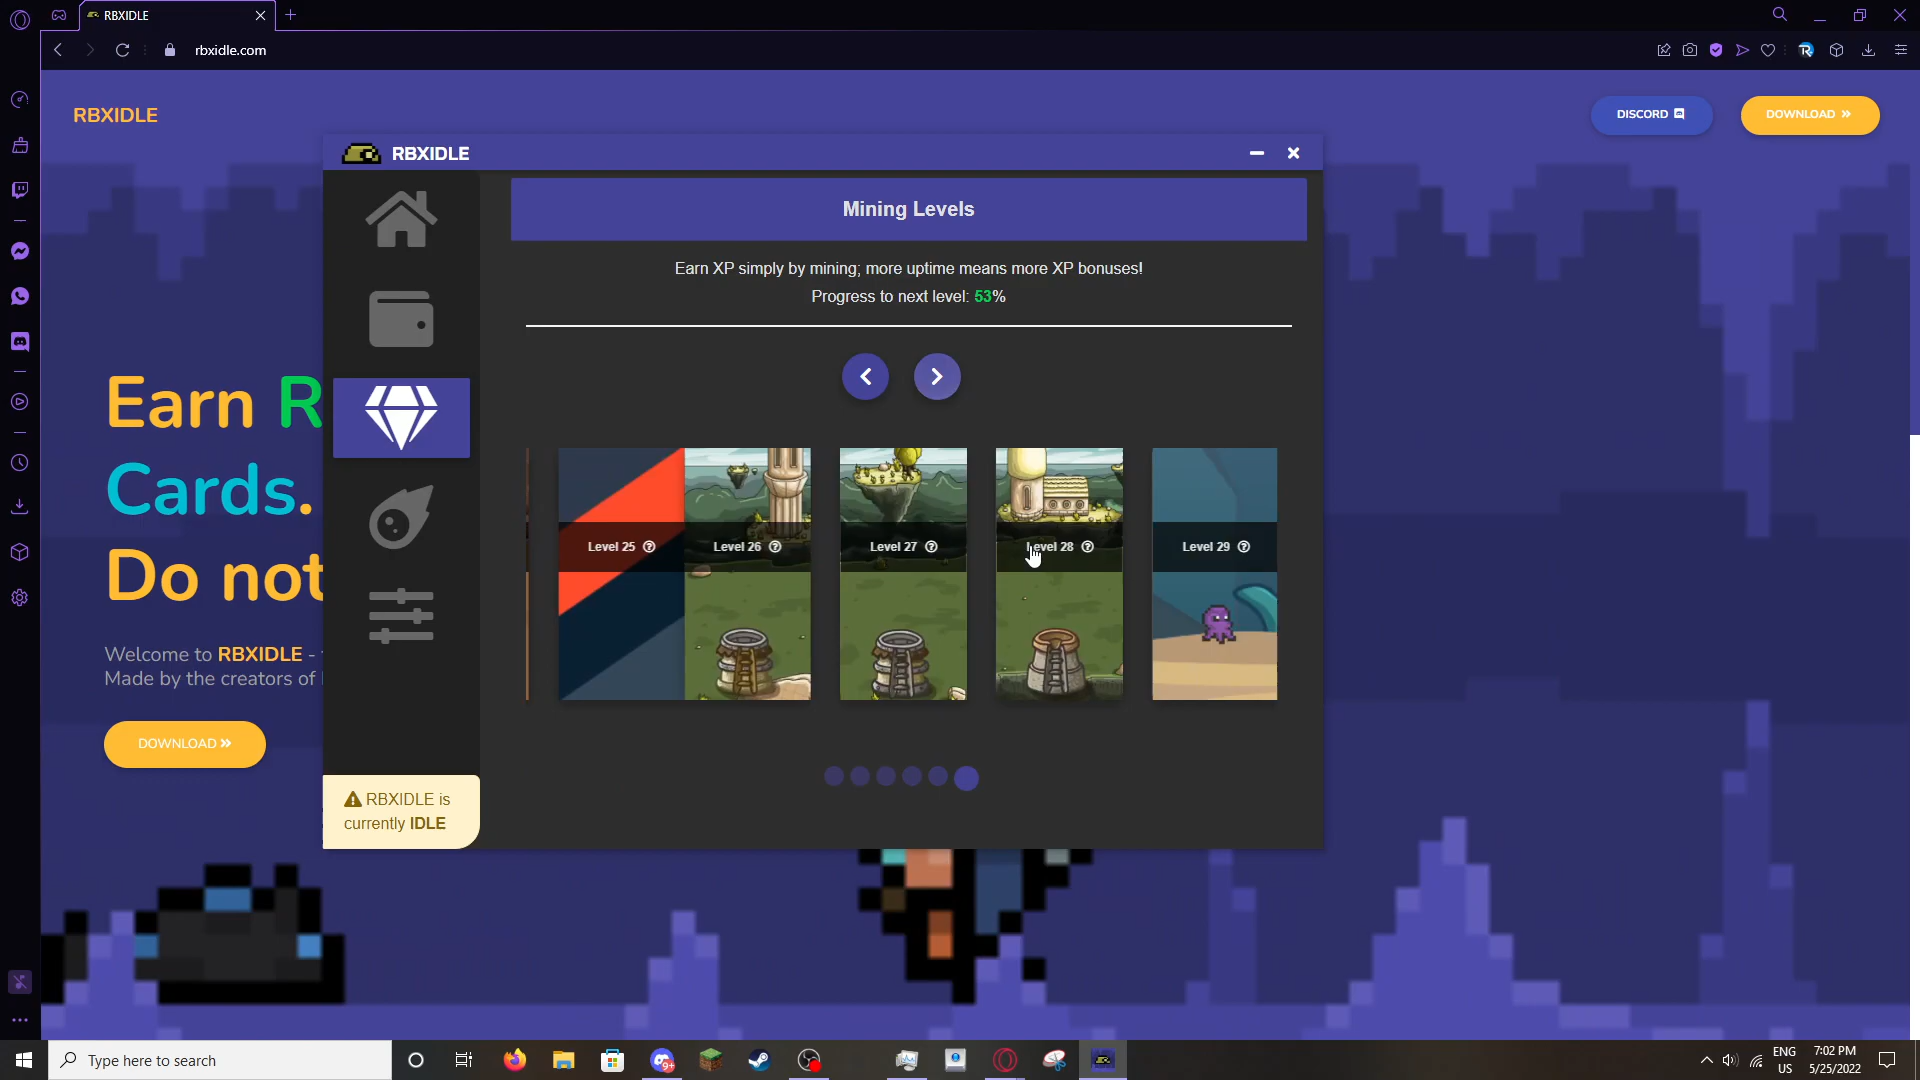 RBXIDLE
rbxidle.com
RBXIDLE
DISCORD
DOWNLOAD »
RBXIDLE
Mining Levels
Earn XP simply by mining; more uptime means more XP bonuses!
Progress to next level: 53%
Earn R
Cards.
Do not
Level 25
Level 26
Level 27
Level 28
Level 29
Welcome to RBXIDLE -
Made by the creators of
DOWNLOAD »
RBXIDLE is
currently IDLE
Type here to search
9+
ENG
US
7:02 PM
5/25/2022